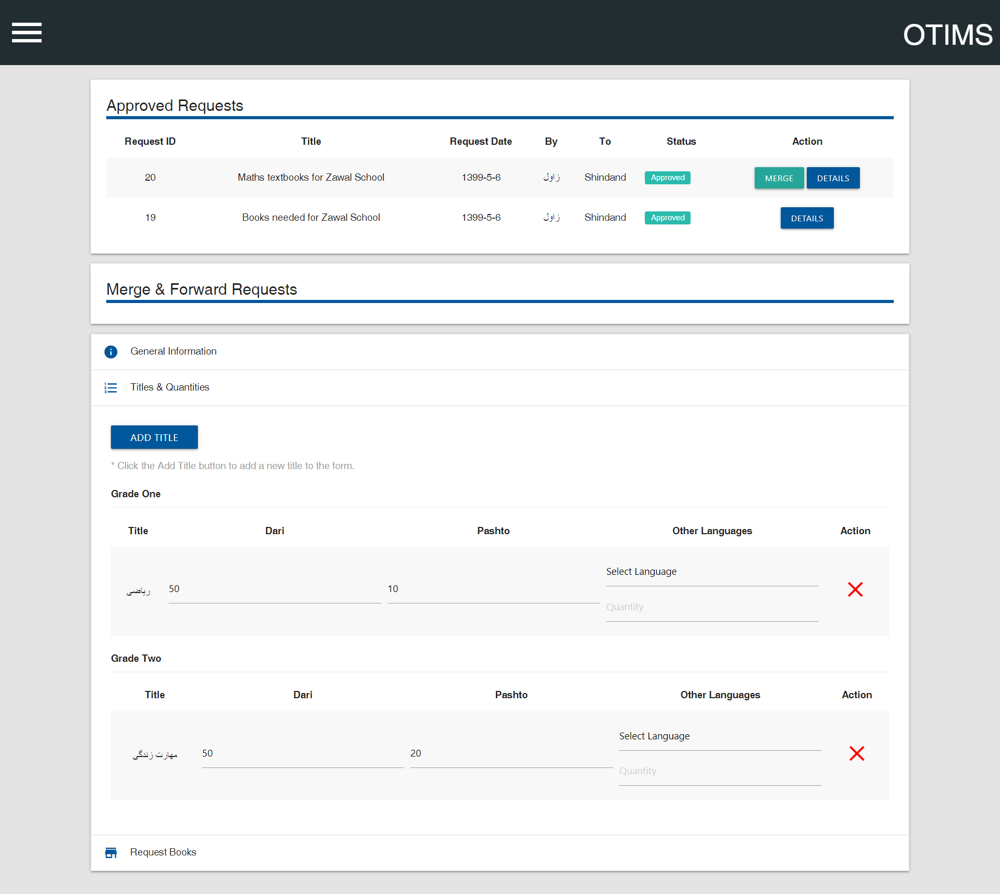 OTIMS
Approved Requests
Request ID Title Request Date By To Status Action
20 Maths textbooks for Zawal School 1399-5-6 زاول Shindand Approved MERGE DETAILS
19 Books needed for Zawal School 1399-5-6 زاول Shindand Approved DETAILS
Merge & Forward Requests
General Information
Titles & Quantities
ADD TITLE
* Click the Add Title button to add a new title to the form.
Grade One
Title Dari Pashto Other Languages Action
Select Language
ریاضی 50 10
Quantity
Grade Two
Title Dari Pashto Other Languages Action
Select Language
مهارت زندگی 50 20
Quantity
Request Books